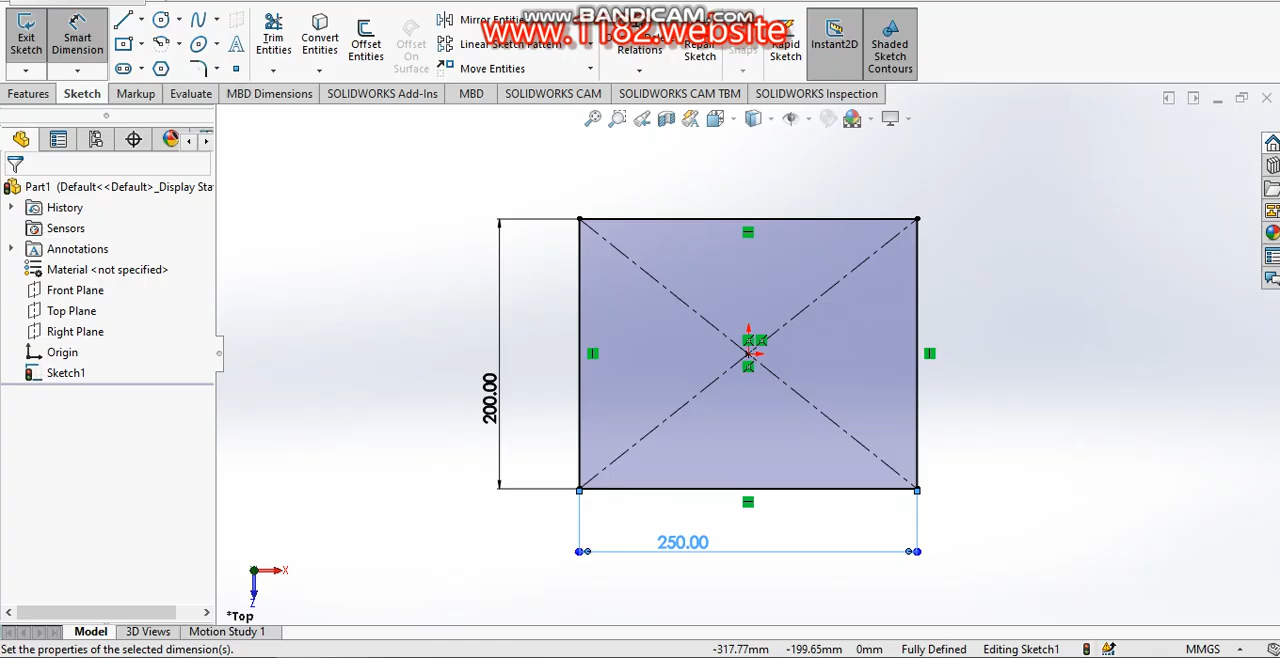 www.BANDICAM.com
www.1182.website
Exit Sketch
Smart Dimension
Trim Entities
Convert Entities
Offset Entities
Offset On Surface
Mirror Entities
Linear Sketch Pattern
Move Entities
Relations
Repair Sketch
Snaps
Rapid Sketch
Instant2D
Shaded Sketch Contours
Features
Sketch
Markup
Evaluate
MBD Dimensions
SOLIDWORKS Add-Ins
MBD
SOLIDWORKS CAM
SOLIDWORKS CAM TBM
SOLIDWORKS Inspection
Part1 (Default<<Default>_Display Sta
History
Sensors
Annotations
Material <not specified>
Front Plane
Top Plane
Right Plane
Origin
Sketch1
200.00
250.00
X
Z
*Top
Model
3D Views
Motion Study 1
Set the properties of the selected dimension(s).
-317.77mm
-199.65mm
0mm
Fully Defined
Editing Sketch1
MMGS